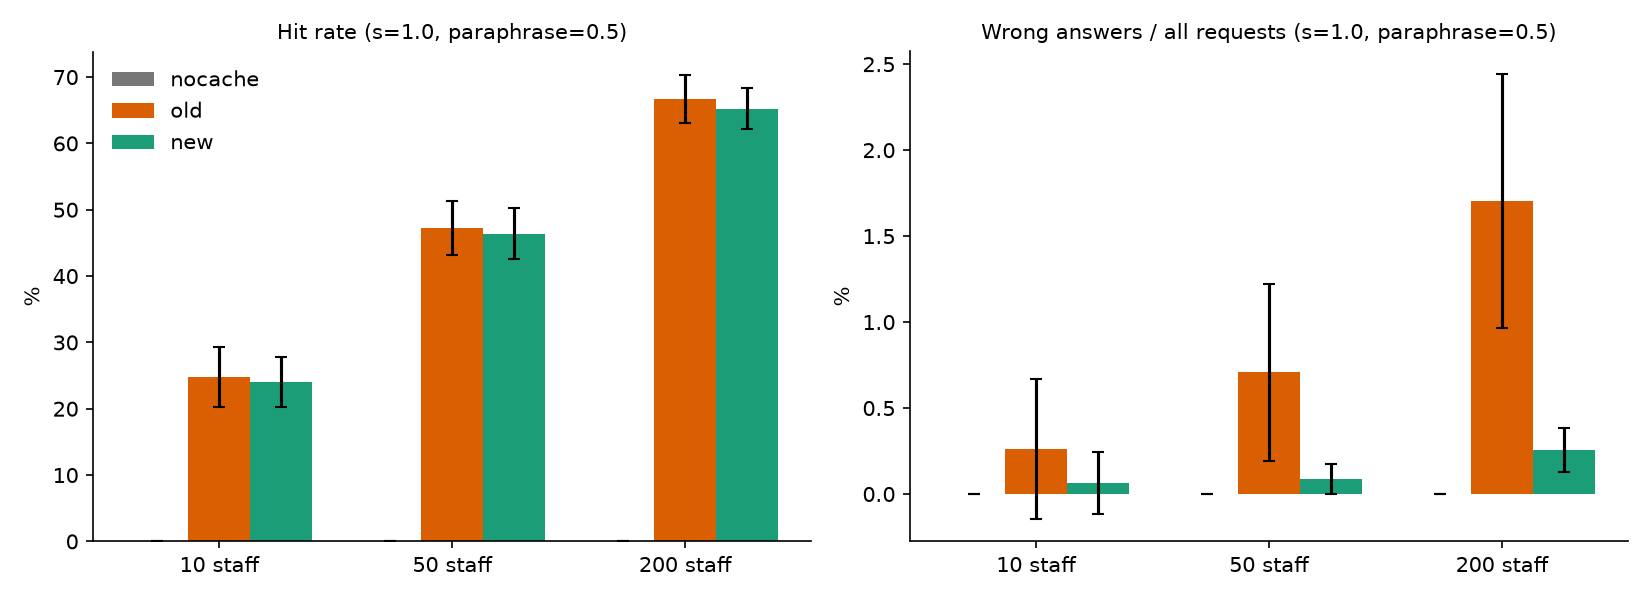 Hit rate (s=1.0, paraphrase=0.5)
70
60
50
40
30
20
10
0
%
nocache
old
new
10 staff
50 staff
200 staff
Wrong answers / all requests (s=1.0, paraphrase=0.5)
2.5
2.0
1.5
1.0
0.5
0.0
%
10 staff
50 staff
200 staff